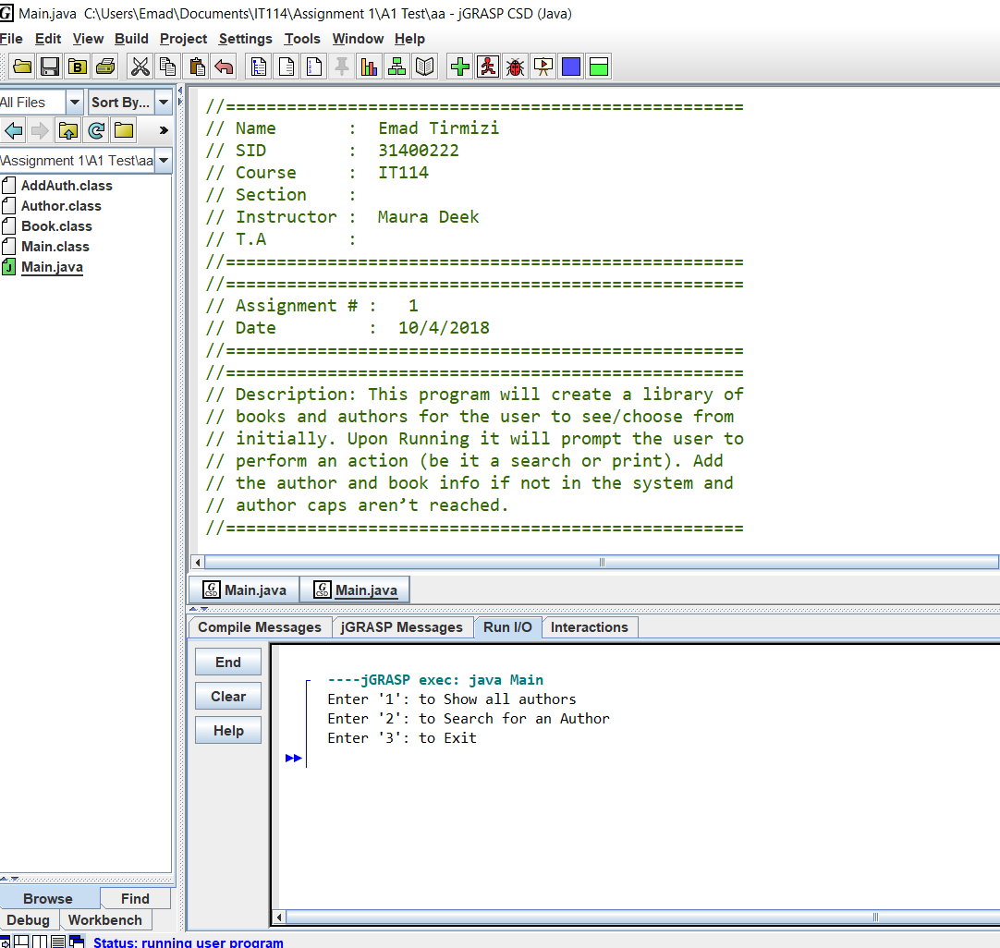 Main.java  C:\Users\Emad\Documents\IT114\Assignment 1\A1 Test\aa - jGRASP CSD (Java)
File Edit View Build Project Settings Tools Window Help
All Files Sort By...
\Assignment 1\A1 Test\aa
AddAuth.class
Author.class
Book.class
Main.class
Main.java
//===================================================
// Name       :  Emad Tirmizi
// SID        :  31400222
// Course     :  IT114
// Section    :
// Instructor :  Maura Deek
// T.A        :
//===================================================
//===================================================
// Assignment # :   1
// Date         :  10/4/2018
//===================================================
//===================================================
// Description: This program will create a library of
// books and authors for the user to see/choose from
// initially. Upon Running it will prompt the user to
// perform an action (be it a search or print). Add
// the author and book info if not in the system and
// author caps aren’t reached.
//===================================================
Main.java Main.java
Compile Messages jGRASP Messages Run I/O Interactions
End
Clear
Help
----jGRASP exec: java Main
Enter '1': to Show all authors
Enter '2': to Search for an Author
Enter '3': to Exit
Browse Find
Debug Workbench
Status: running user program